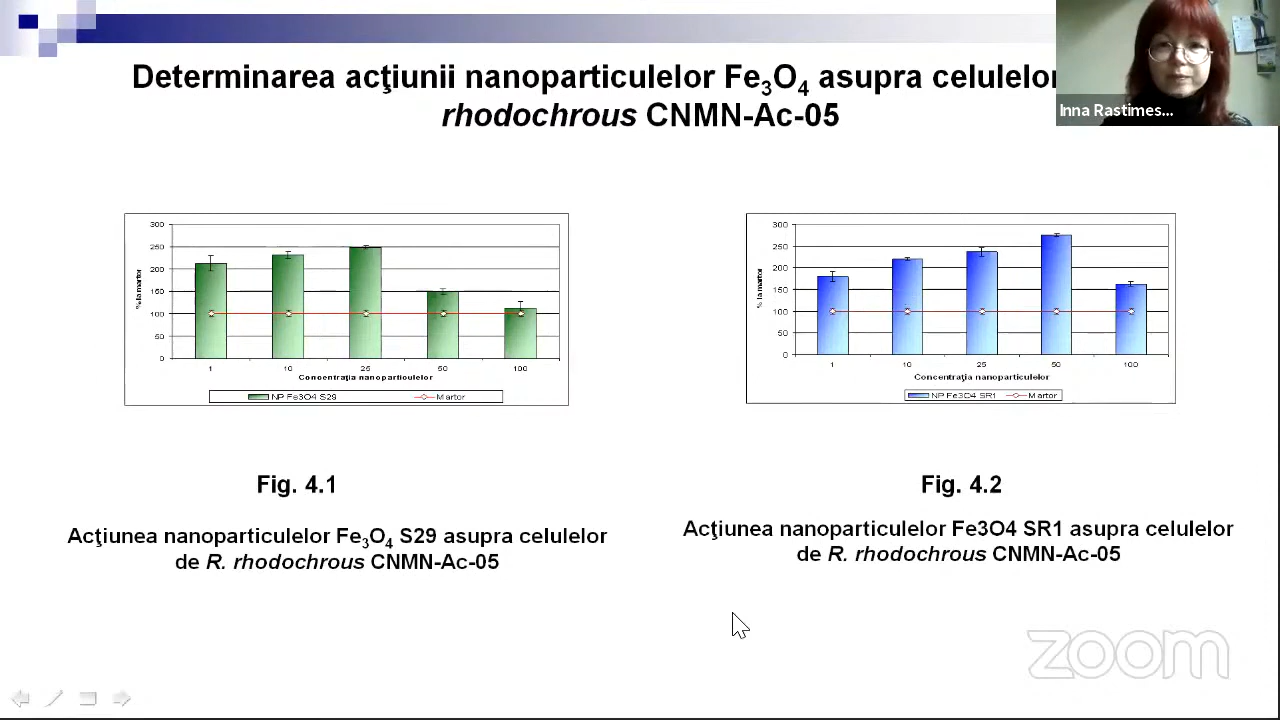 Determinarea acţiunii nanoparticulelor Fe₃O₄ asupra celulelor
rhodochrous CNMN-Ac-05
Inna Rastimes...
300
250
200
150
100
50
0
% la martor
1 10 25 50 100
Concentraţia nanoparticulelor
NP Fe3O4 S29 Martor
300
250
200
150
100
50
0
% la martor
1 10 25 50 100
Concentraţia nanoparticulelor
NP Fe3O4 SR1 Martor
Fig. 4.1
Acţiunea nanoparticulelor Fe₃O₄ S29 asupra celulelor
de R. rhodochrous CNMN-Ac-05
Fig. 4.2
Acţiunea nanoparticulelor Fe3O4 SR1 asupra celulelor
de R. rhodochrous CNMN-Ac-05
zoom